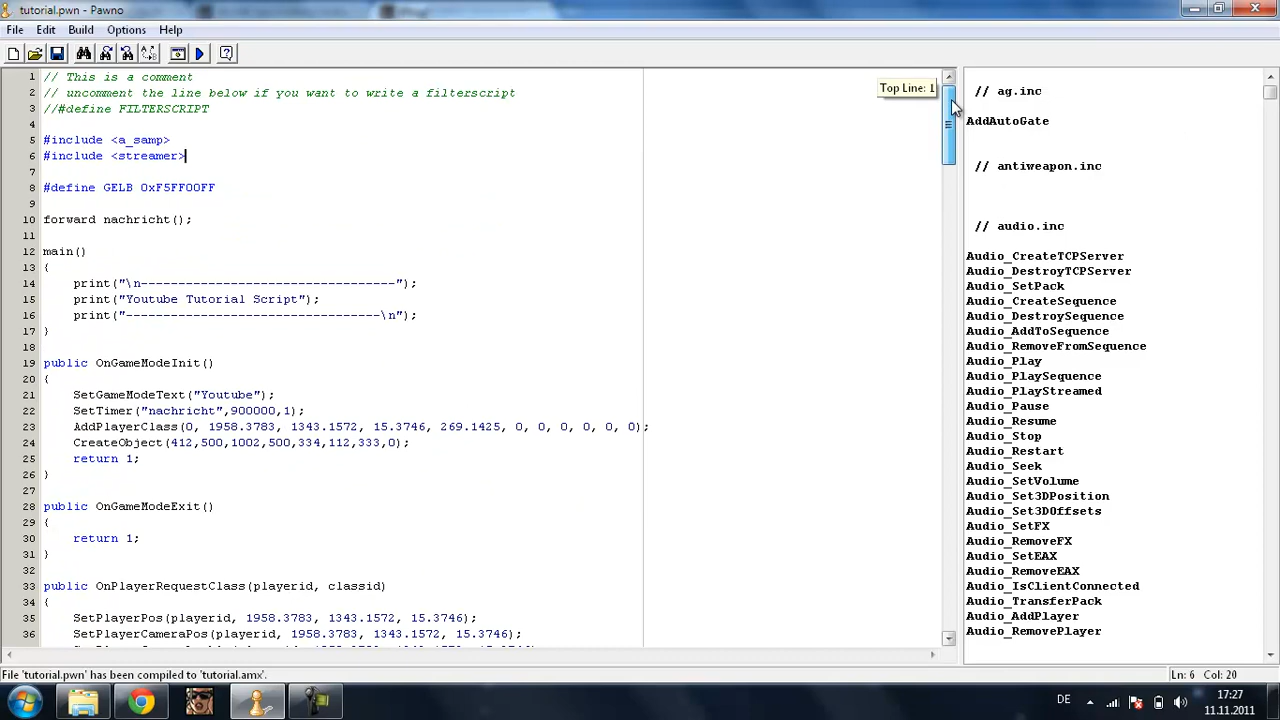 tutorial.pwn - Pawno
File Edit Build Options Help
1 // This is a comment
2 // uncomment the line below if you want to write a filterscript
3 //#define FILTERSCRIPT
4
5 #include <a_samp>
6 #include <streamer>
7
8 #define GELB 0xF5FF00FF
9
10 forward nachricht();
11
12 main()
13 {
14 print("\n----------------------------------");
15 print("Youtube Tutorial Script");
16 print("----------------------------------\n");
17 }
18
19 public OnGameModeInit()
20 {
21 SetGameModeText("Youtube");
22 SetTimer("nachricht",900000,1);
23 AddPlayerClass(0, 1958.3783, 1343.1572, 15.3746, 269.1425, 0, 0, 0, 0, 0, 0);
24 CreateObject(412,500,1002,500,334,112,333,0);
25 return 1;
26 }
27
28 public OnGameModeExit()
29 {
30 return 1;
31 }
32
33 public OnPlayerRequestClass(playerid, classid)
34 {
35 SetPlayerPos(playerid, 1958.3783, 1343.1572, 15.3746);
36 SetPlayerCameraPos(playerid, 1958.3783, 1343.1572, 15.3746);
Top Line: 1
// ag.inc
AddAutoGate
// antiweapon.inc
// audio.inc
Audio_CreateTCPServer
Audio_DestroyTCPServer
Audio_SetPack
Audio_CreateSequence
Audio_DestroySequence
Audio_AddToSequence
Audio_RemoveFromSequence
Audio_Play
Audio_PlaySequence
Audio_PlayStreamed
Audio_Pause
Audio_Resume
Audio_Stop
Audio_Restart
Audio_Seek
Audio_SetVolume
Audio_Set3DPosition
Audio_Set3DOffsets
Audio_SetFX
Audio_RemoveFX
Audio_SetEAX
Audio_RemoveEAX
Audio_IsClientConnected
Audio_TransferPack
Audio_AddPlayer
Audio_RemovePlayer
File 'tutorial.pwn' has been compiled to 'tutorial.amx'.
Ln: 6 Col: 20
DE
17:27
11.11.2011